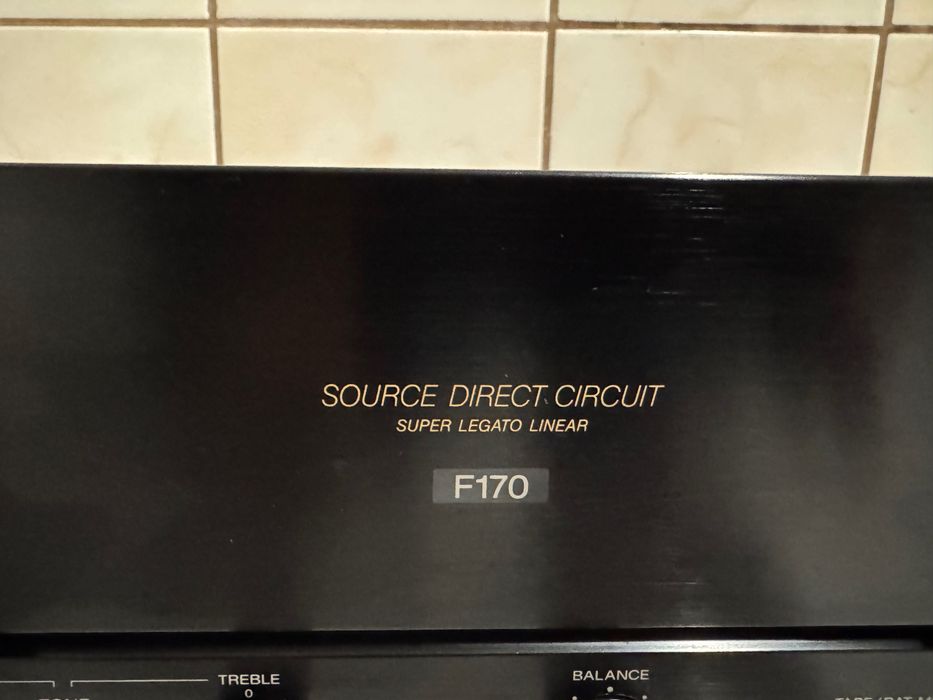 SOURCE DIRECT CIRCUIT
SUPER LEGATO LINEAR
F170
TREBLE
0
BALANCE